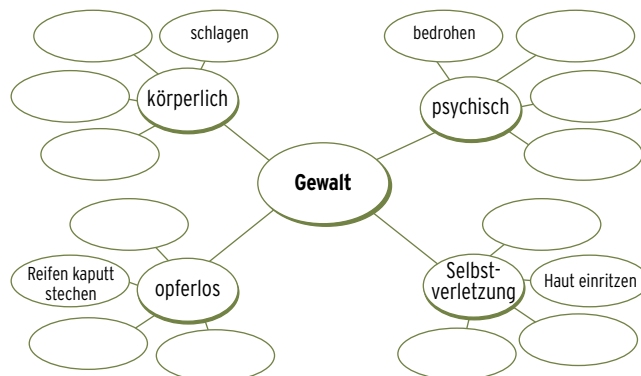 schlagen
bedrohen
körperlich
psychisch
Gewalt
Reifen kaputt
stechen
opferlos
Selbst-
verletzung
Haut einritzen